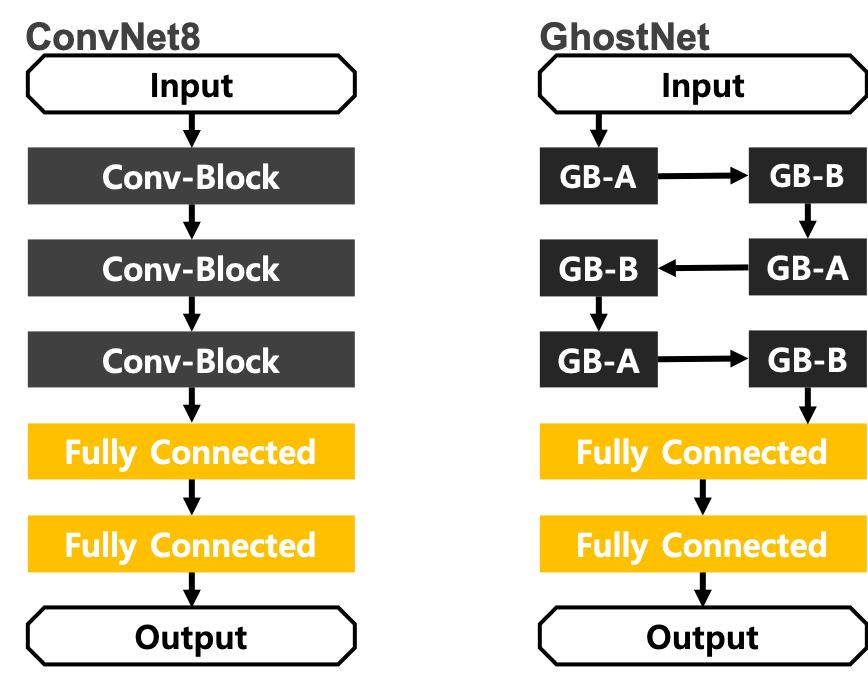 ConvNet8
Input
Conv-Block
Conv-Block
Conv-Block
Fully Connected
Fully Connected
Output
GhostNet
Input
GB-A
GB-B
GB-B
GB-A
GB-A
GB-B
Fully Connected
Fully Connected
Output